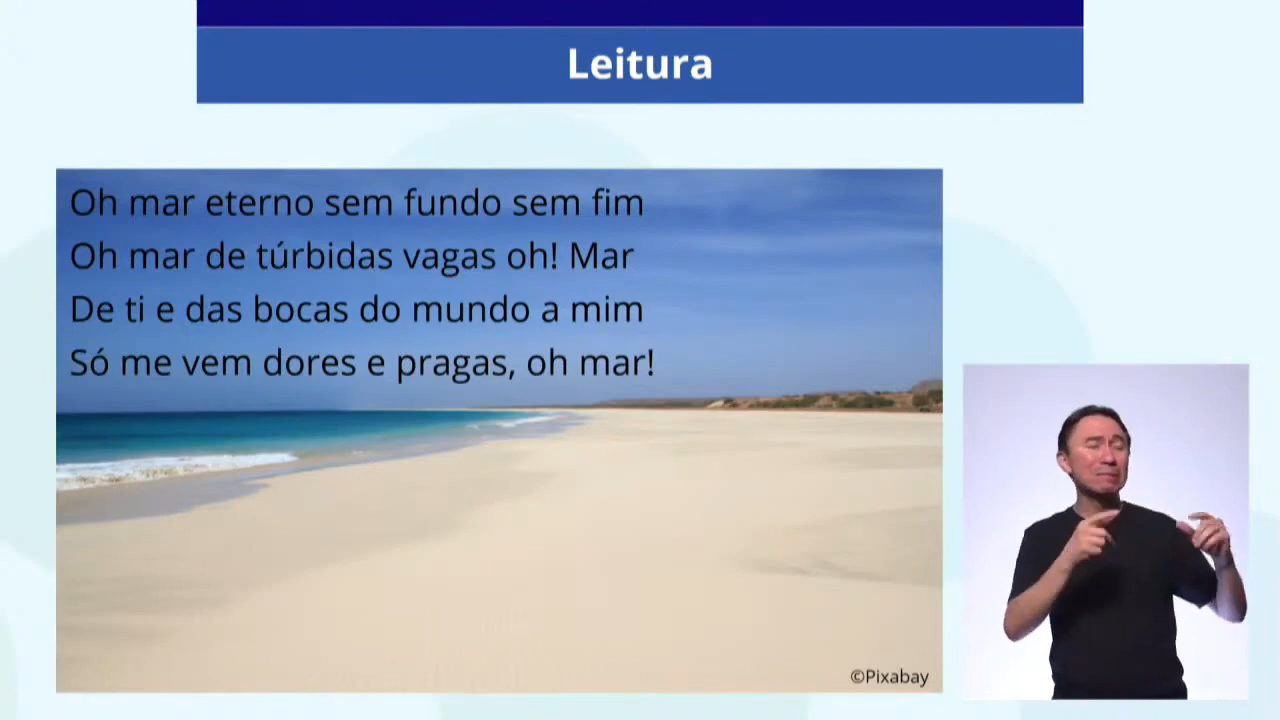 Leitura
Oh mar eterno sem fundo sem fim
Oh mar de túrbidas vagas oh! Mar
De ti e das bocas do mundo a mim
Só me vem dores e pragas, oh mar!
©Pixabay